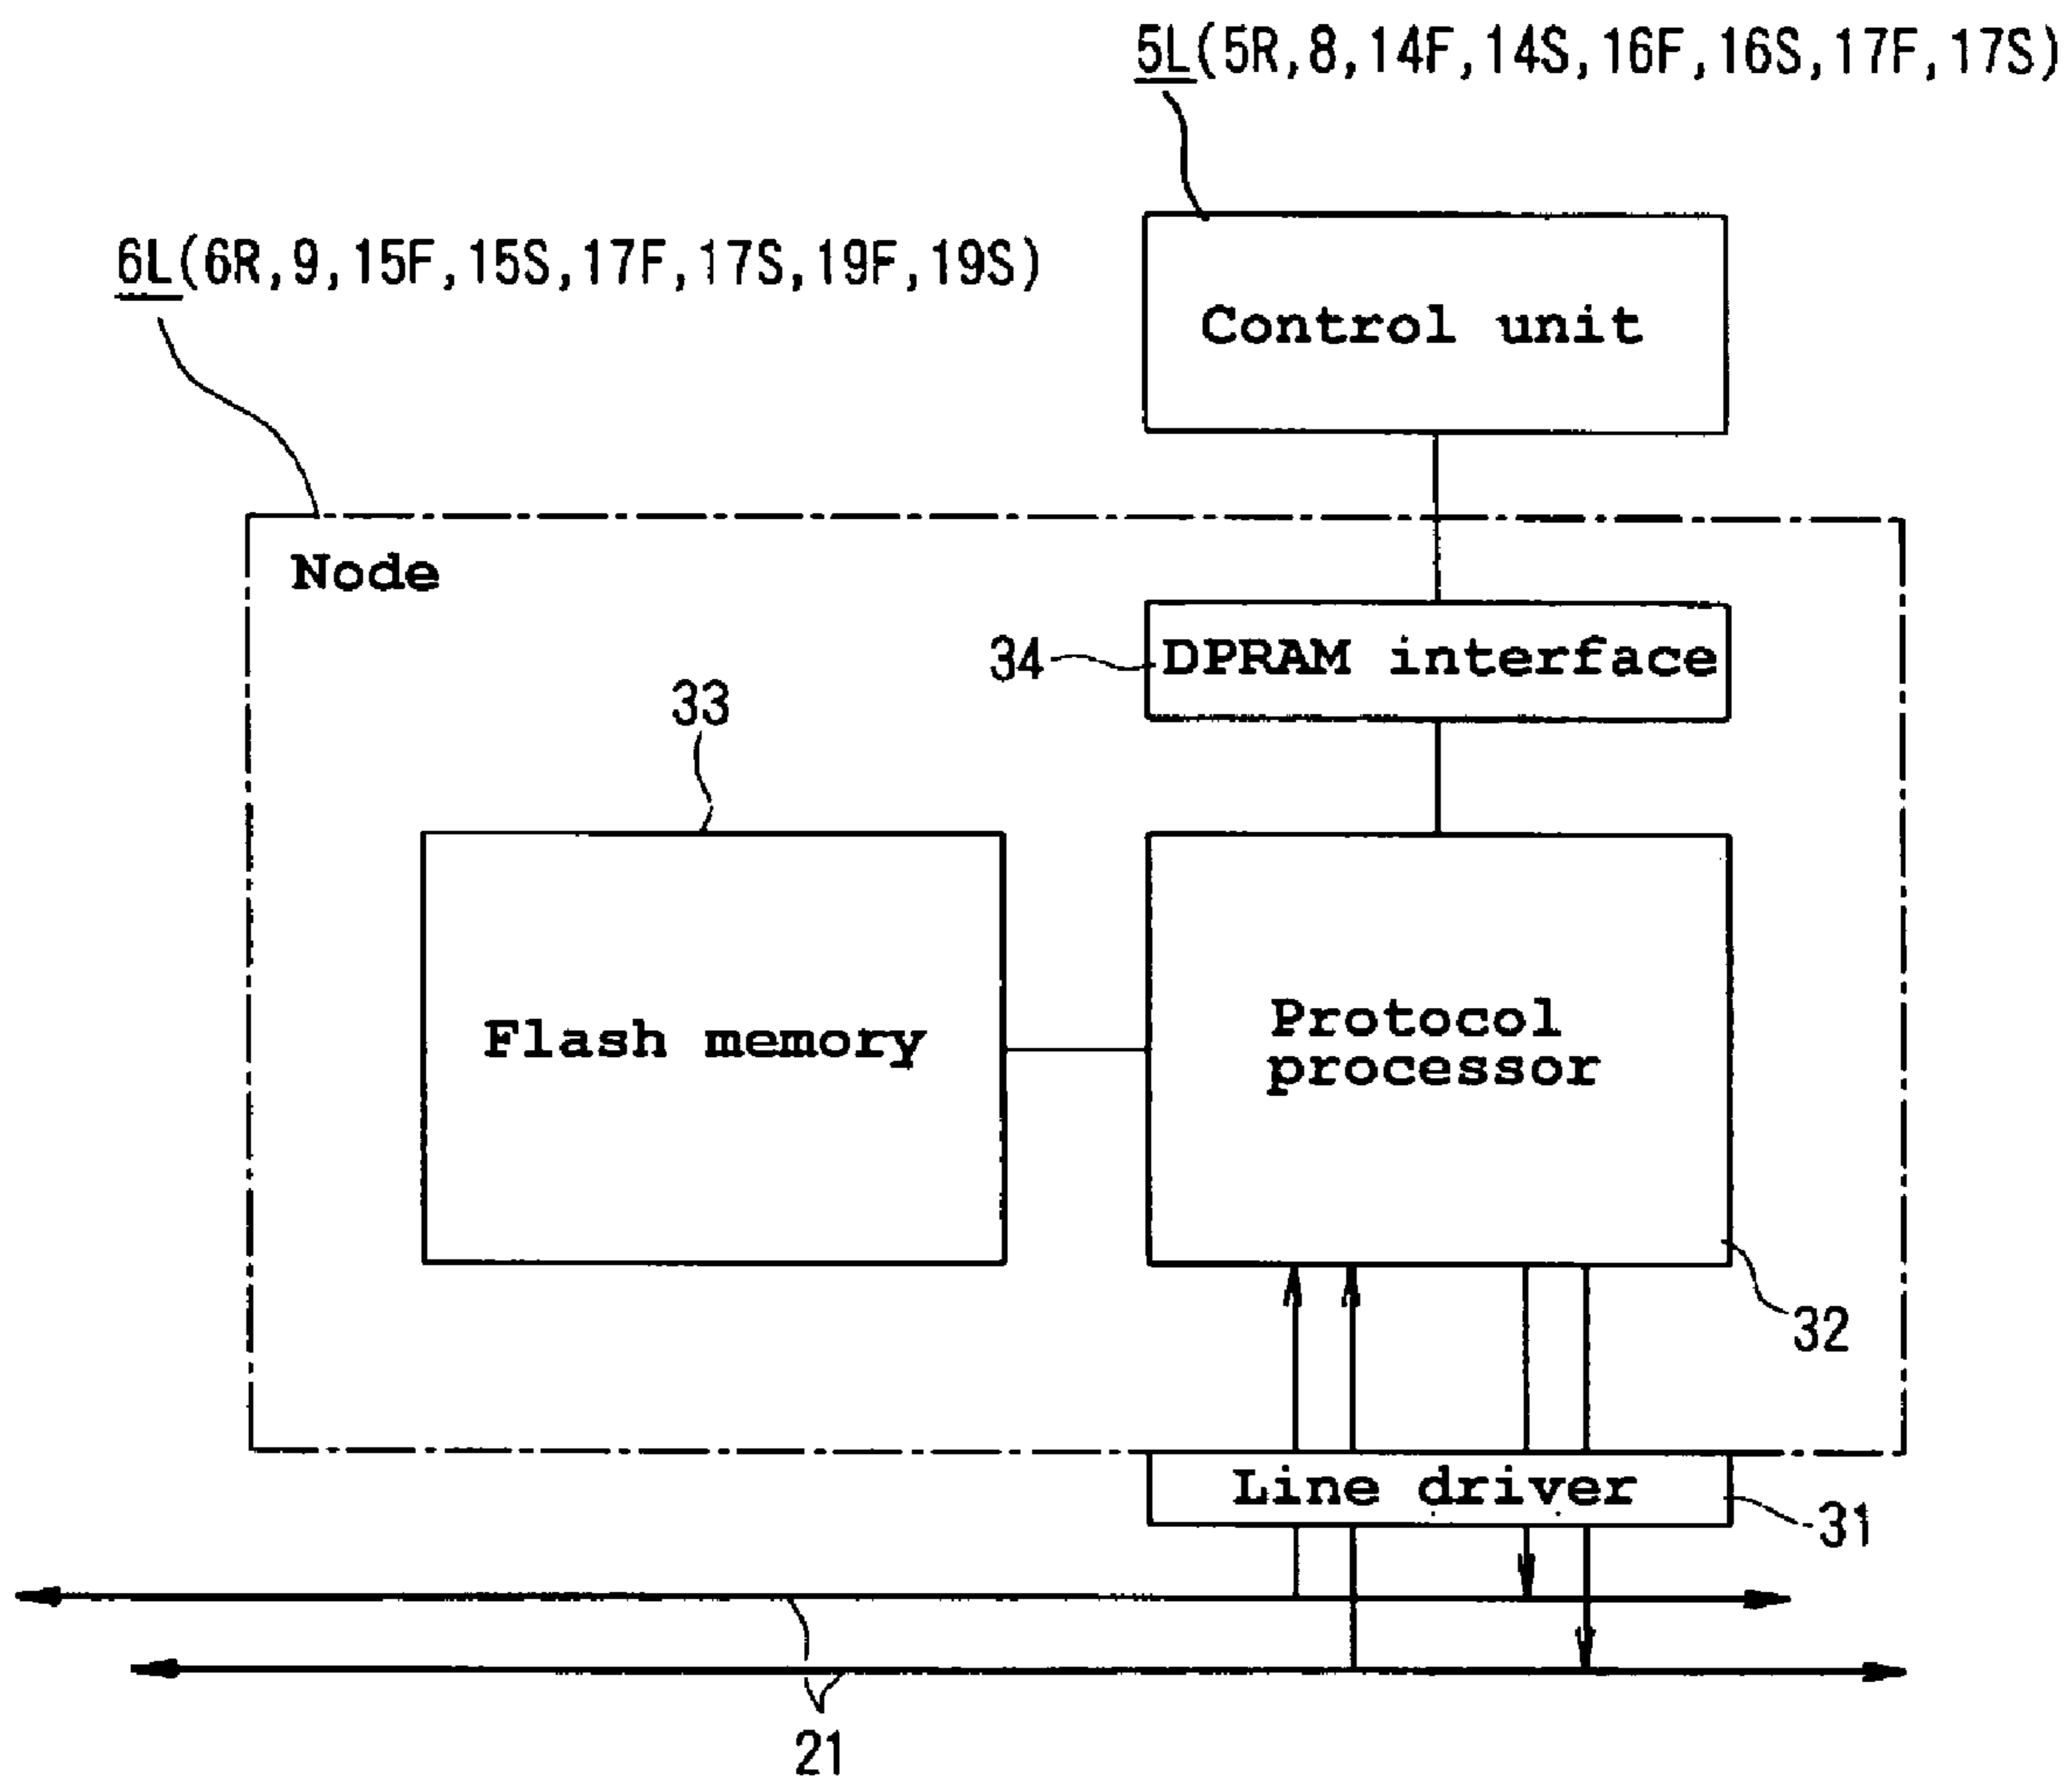 5L(5R,8,14F,14S,16F,16S,17F,17S)
6L(6R,9,15F,15S,17F,17S,19F,19S)
Control unit
Node
34
DPRAM interface
33
Flash memory
Protocol
processor
32
Line driver
31
21